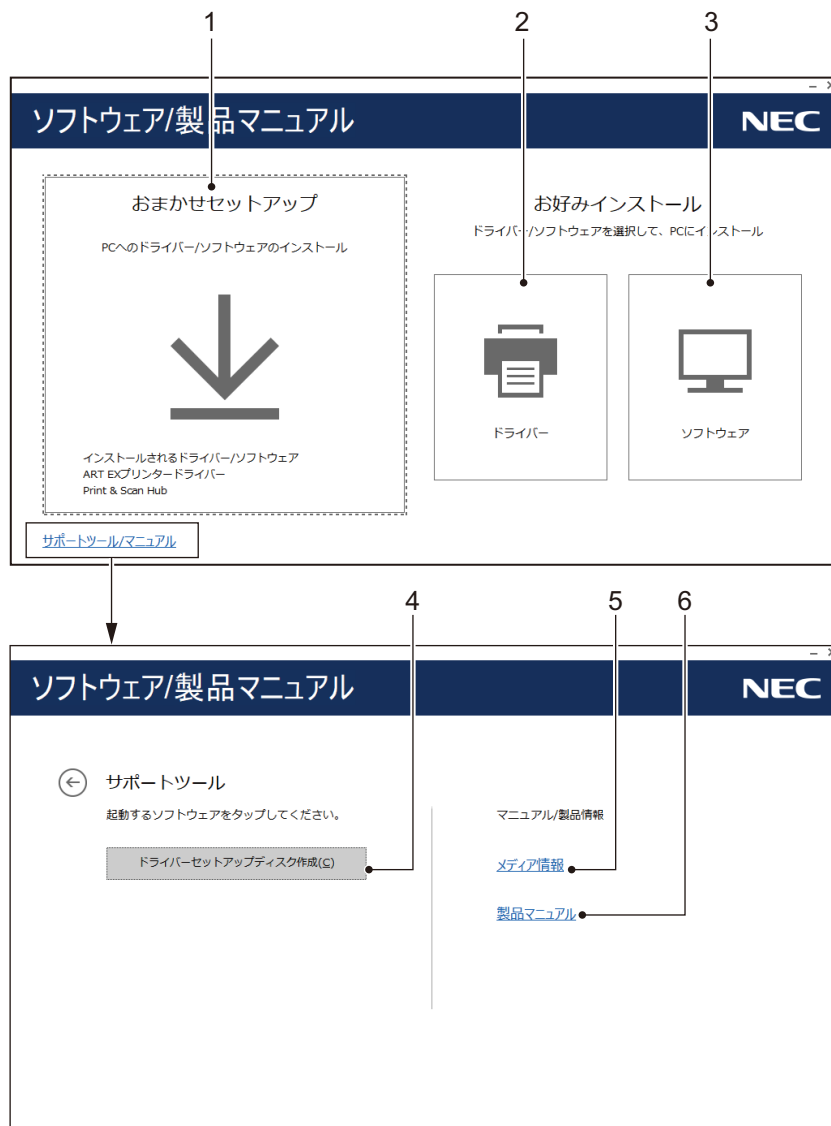 1 2 3
ソフトウェア/製品マニュアル NEC
おまかせセットアップ
PCへのドライバー/ソフトウェアのインストール
インストールされるドライバー/ソフトウェア
ART EXプリンタードライバー
Print & Scan Hub
お好みインストール
ドライバー/ソフトウェアを選択して、PCにインストール
ドライバー
ソフトウェア
サポートツール/マニュアル
4 5 6
ソフトウェア/製品マニュアル NEC
サポートツール
起動するソフトウェアをタップしてください。
ドライバーセットアップディスク作成(C)
マニュアル/製品情報
メディア情報
製品マニュアル